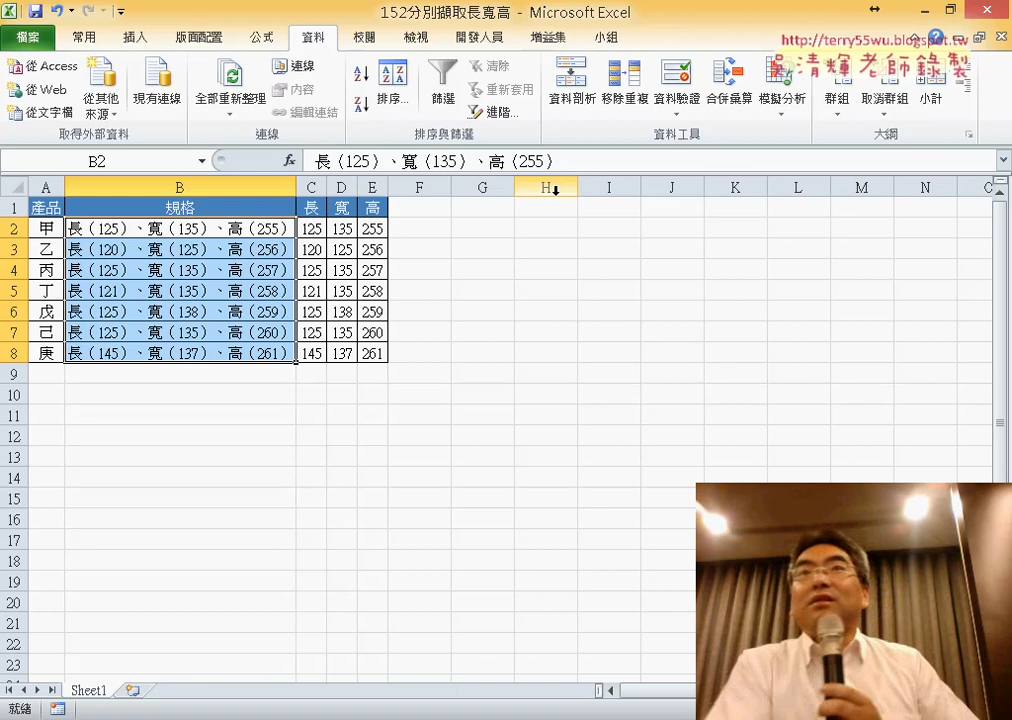 152分別擷取長寬高 - Microsoft Excel
檔案 常用 插入 版面配置 公式 資料 校閱 檢視 開發人員 增益集 小組
http://terry55wu.blogspot.tw
吳清輝老師錄製
從 Access
從 Web
從文字檔
從其他來源
現有連線
全部重新整理
連線
內容
編輯連結
排序...
篩選
清除
重新套用
進階...
資料剖析 移除重複 資料驗證 合併彙算 模擬分析
群組 取消群組 小計
取得外部資料 連線 排序與篩選 資料工具 大綱
B2 fx 長（125）、寬（135）、高（255）
A B C D E F G H I J K L M N O
1 產品 規格 長 寬 高
2 甲 長（125）、寬（135）、高（255） 125 135 255
3 乙 長（120）、寬（125）、高（256） 120 125 256
4 丙 長（125）、寬（135）、高（257） 125 135 257
5 丁 長（121）、寬（135）、高（258） 121 135 258
6 戊 長（125）、寬（138）、高（259） 125 138 259
7 己 長（125）、寬（135）、高（260） 125 135 260
8 庚 長（145）、寬（137）、高（261） 145 137 261
9
10
11
12
13
14
15
16
17
18
19
20
21
22
23
Sheet1
就緒